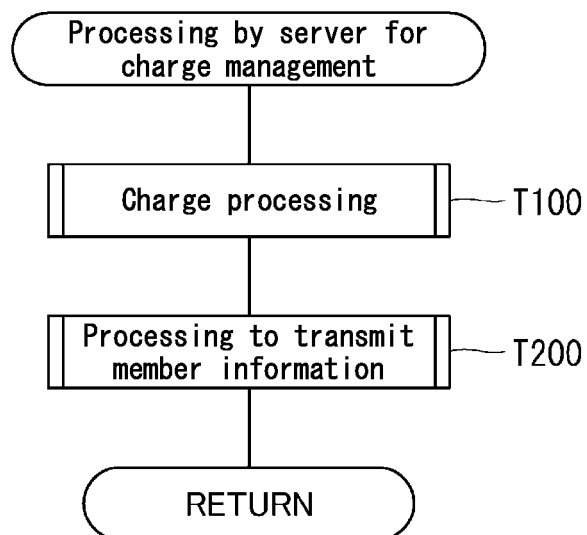 Processing by server for
charge management
Charge processing
T100
Processing to transmit
member information
T200
RETURN